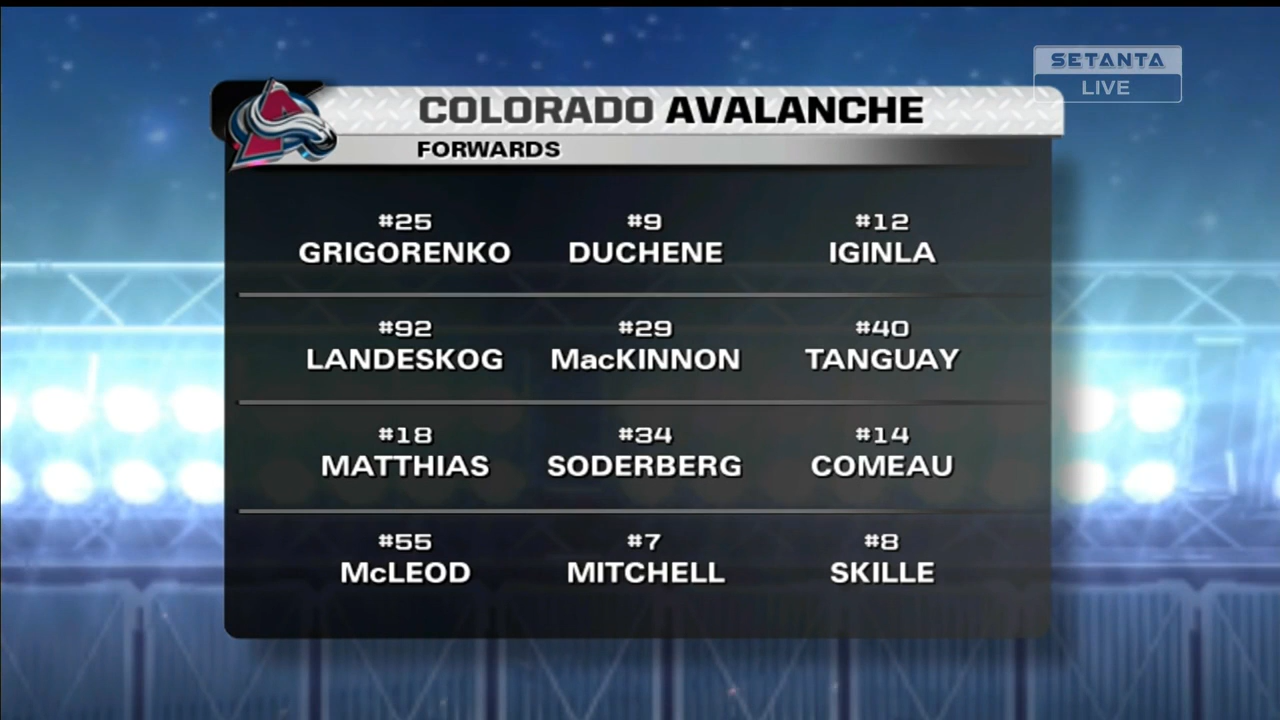 SETANTA
LIVE
COLORADO AVALANCHE
FORWARDS
#25 #9 #12
GRIGORENKO DUCHENE IGINLA
#92 #29 #40
LANDESKOG MacKINNON TANGUAY
#18 #34 #14
MATTHIAS SODERBERG COMEAU
#55 #7 #8
McLEOD MITCHELL SKILLE